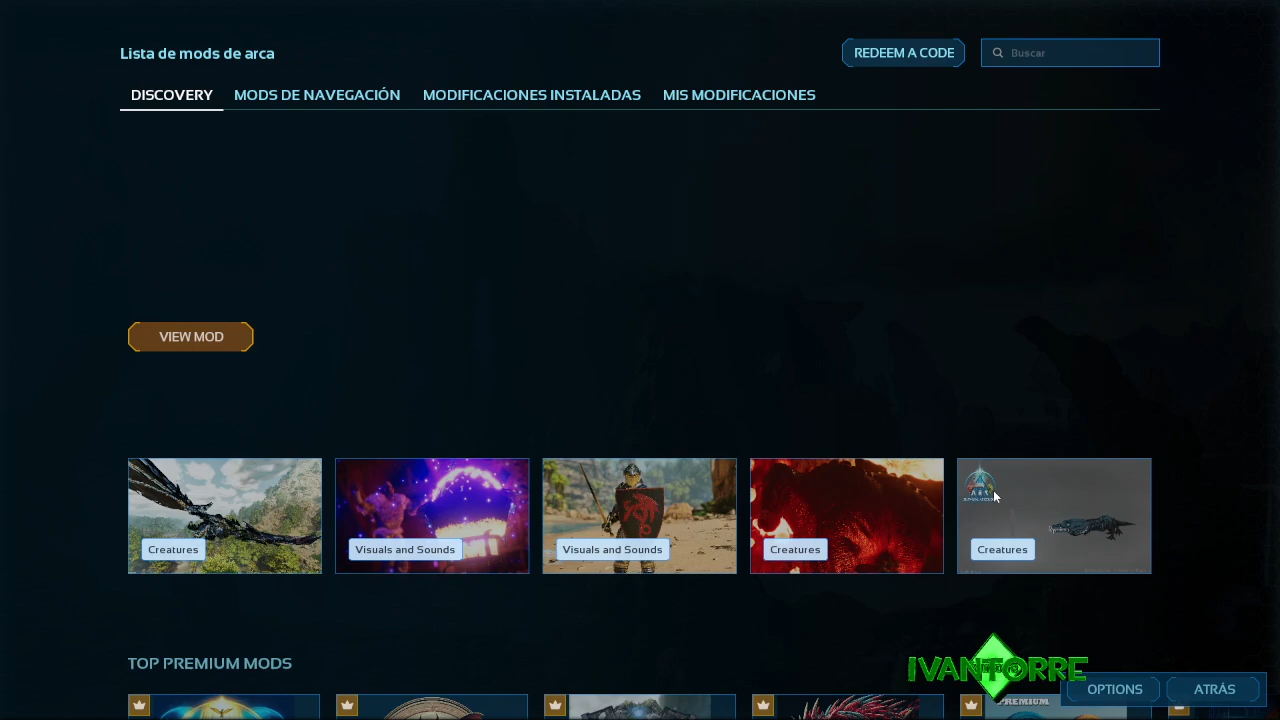 Lista de mods de arca
REDEEM A CODE
Buscar
DISCOVERY
MODS DE NAVEGACIÓN
MODIFICACIONES INSTALADAS
MIS MODIFICACIONES
VIEW MOD
Creatures
Visuals and Sounds
Visuals and Sounds
Creatures
Creatures
TOP PREMIUM MODS
IVANTORRE
PREMIUM
OPTIONS
ATRÁS